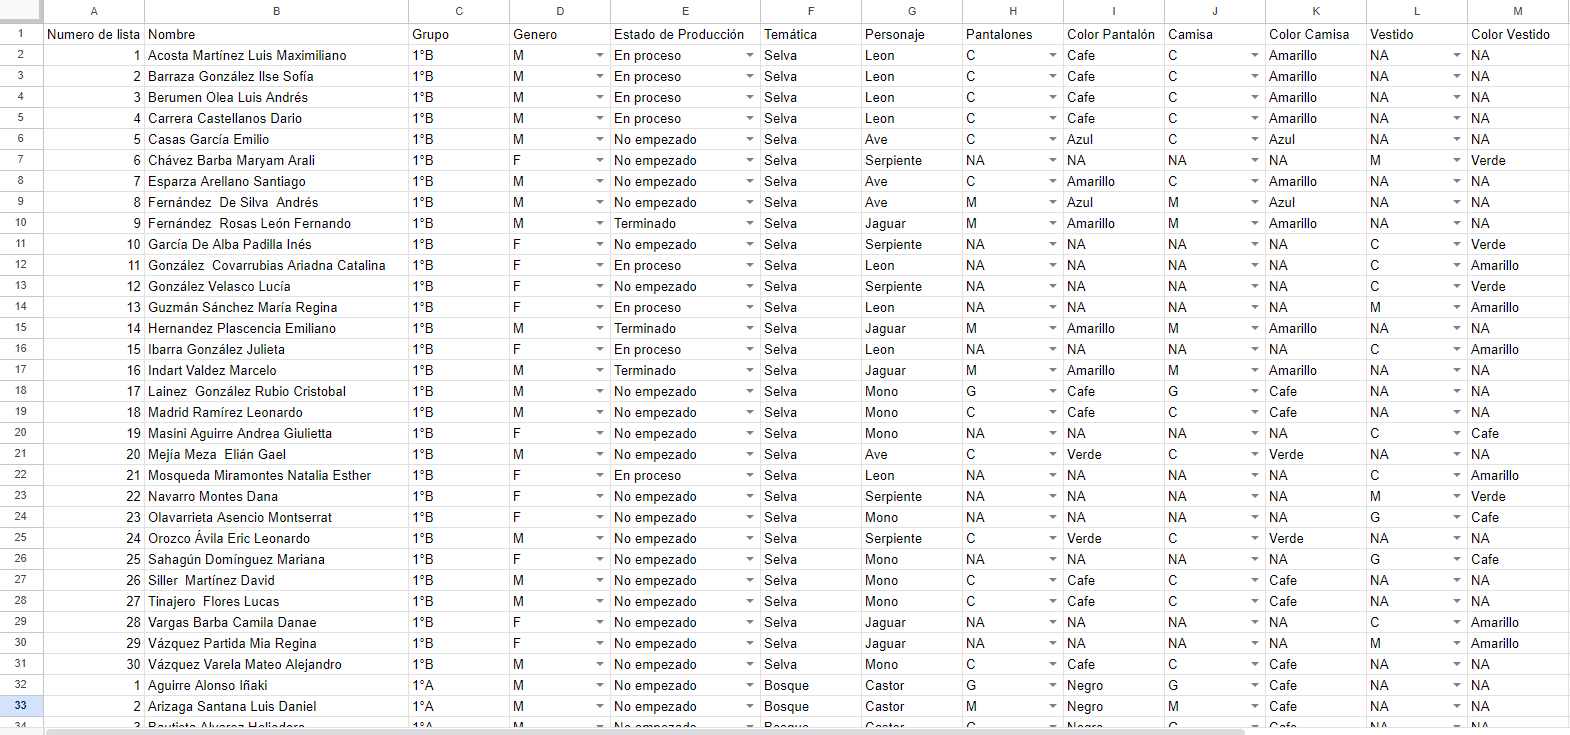 A B C D E F G H I J K L M
1 Numero de lista Nombre Grupo Genero Estado de Producción Temática Personaje Pantalones Color Pantalón Camisa Color Camisa Vestido Color Vestido
2 1 Acosta Martínez Luis Maximiliano 1°B M En proceso Selva Leon C Cafe C Amarillo NA NA
3 2 Barraza González Ilse Sofía 1°B M En proceso Selva Leon C Cafe C Amarillo NA NA
4 3 Berumen Olea Luis Andrés 1°B M En proceso Selva Leon C Cafe C Amarillo NA NA
5 4 Carrera Castellanos Dario 1°B M En proceso Selva Leon C Cafe C Amarillo NA NA
6 5 Casas García Emilio 1°B M No empezado Selva Ave C Azul C Azul NA NA
7 6 Chávez Barba Maryam Arali 1°B F No empezado Selva Serpiente NA NA NA NA M Verde
8 7 Esparza Arellano Santiago 1°B M No empezado Selva Ave C Amarillo C Amarillo NA NA
9 8 Fernández  De Silva  Andrés 1°B M No empezado Selva Ave M Azul M Azul NA NA
10 9 Fernández  Rosas León Fernando 1°B M Terminado Selva Jaguar M Amarillo M Amarillo NA NA
11 10 García De Alba Padilla Inés 1°B F No empezado Selva Serpiente NA NA NA NA C Verde
12 11 González  Covarrubias Ariadna Catalina 1°B F En proceso Selva Leon NA NA NA NA C Amarillo
13 12 González Velasco Lucía 1°B F No empezado Selva Serpiente NA NA NA NA C Verde
14 13 Guzmán Sánchez María Regina 1°B F En proceso Selva Leon NA NA NA NA M Amarillo
15 14 Hernandez Plascencia Emiliano 1°B M Terminado Selva Jaguar M Amarillo M Amarillo NA NA
16 15 Ibarra González Julieta 1°B F En proceso Selva Leon NA NA NA NA C Amarillo
17 16 Indart Valdez Marcelo 1°B M Terminado Selva Jaguar M Amarillo M Amarillo NA NA
18 17 Lainez  González Rubio Cristobal 1°B M No empezado Selva Mono G Cafe G Cafe NA NA
19 18 Madrid Ramírez Leonardo 1°B M No empezado Selva Mono C Cafe C Cafe NA NA
20 19 Masini Aguirre Andrea Giulietta 1°B F No empezado Selva Mono NA NA NA NA C Cafe
21 20 Mejía Meza  Elián Gael 1°B M No empezado Selva Ave C Verde C Verde NA NA
22 21 Mosqueda Miramontes Natalia Esther 1°B F En proceso Selva Leon NA NA NA NA C Amarillo
23 22 Navarro Montes Dana 1°B F No empezado Selva Serpiente NA NA NA NA M Verde
24 23 Olavarrieta Asencio Montserrat 1°B F No empezado Selva Mono NA NA NA NA G Cafe
25 24 Orozco Ávila Eric Leonardo 1°B M No empezado Selva Serpiente C Verde C Verde NA NA
26 25 Sahagún Domínguez Mariana 1°B F No empezado Selva Mono NA NA NA NA G Cafe
27 26 Siller  Martínez David 1°B M No empezado Selva Mono C Cafe C Cafe NA NA
28 27 Tinajero  Flores Lucas 1°B M No empezado Selva Mono C Cafe C Cafe NA NA
29 28 Vargas Barba Camila Danae 1°B F No empezado Selva Jaguar NA NA NA NA C Amarillo
30 29 Vázquez Partida Mia Regina 1°B F No empezado Selva Jaguar NA NA NA NA M Amarillo
31 30 Vázquez Varela Mateo Alejandro 1°B M No empezado Selva Mono C Cafe C Cafe NA NA
32 1 Aguirre Alonso Iñaki 1°A M No empezado Bosque Castor G Negro G Cafe NA NA
33 2 Arizaga Santana Luis Daniel 1°A M No empezado Bosque Castor M Negro M Cafe NA NA
34 3 Bautista Alvarez Heliodoro 1°A M No empezado Bosque Castor Negro Cafe NA NA